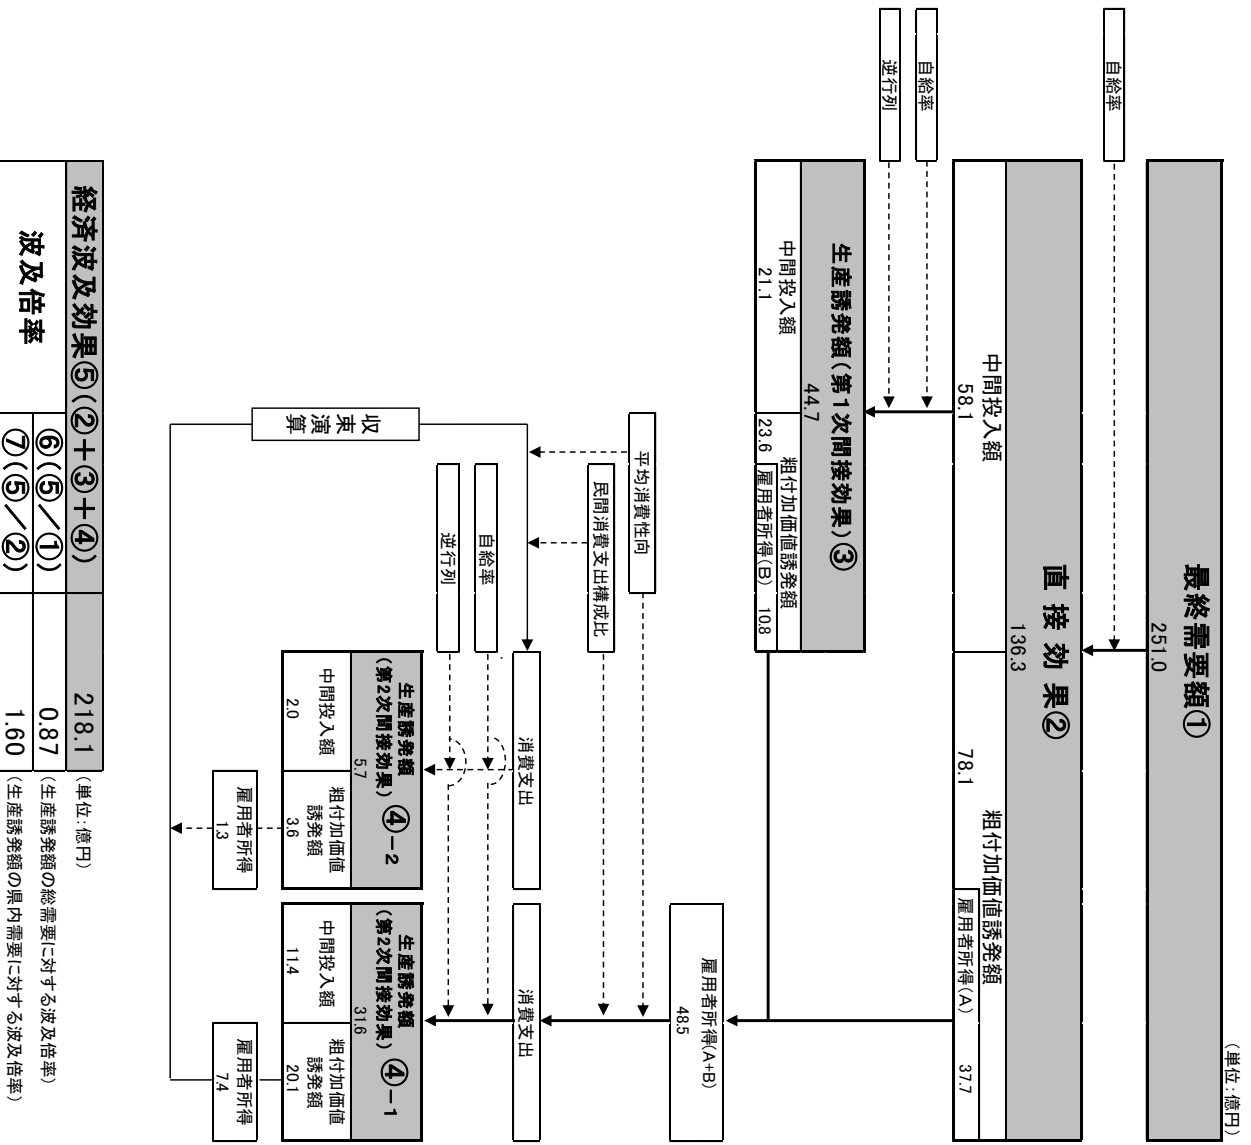 （単位：億円）
最終需要額①
251.0
自給率
直接効果②
136.3
中間投入額
58.1
粗付加価値誘発額
78.1
雇用者所得(A)
37.7
自給率
逆行列
生産誘発額（第1次間接効果）③
44.7
中間投入額
21.1
粗付加価値誘発額
23.6
雇用者所得(B)
10.8
雇用者所得(A+B)
48.5
平均消費性向
民間消費支出構成比
自給率
逆行列
収束演算
消費支出
消費支出
生産誘発額
（第2次間接効果）④－2
5.7
中間投入額
2.0
粗付加価値
誘発額
3.6
雇用者所得
1.3
生産誘発額
（第2次間接効果）④－1
31.6
中間投入額
11.4
粗付加価値
誘発額
20.1
雇用者所得
7.4
経済波及効果⑤（②＋③＋④）
218.1
（単位：億円）
波及倍率
⑥（⑤／①）
0.87
（生産誘発額の総需要に対する波及倍率）
⑦（⑤／②）
1.60
（生産誘発額の県内需要に対する波及倍率）